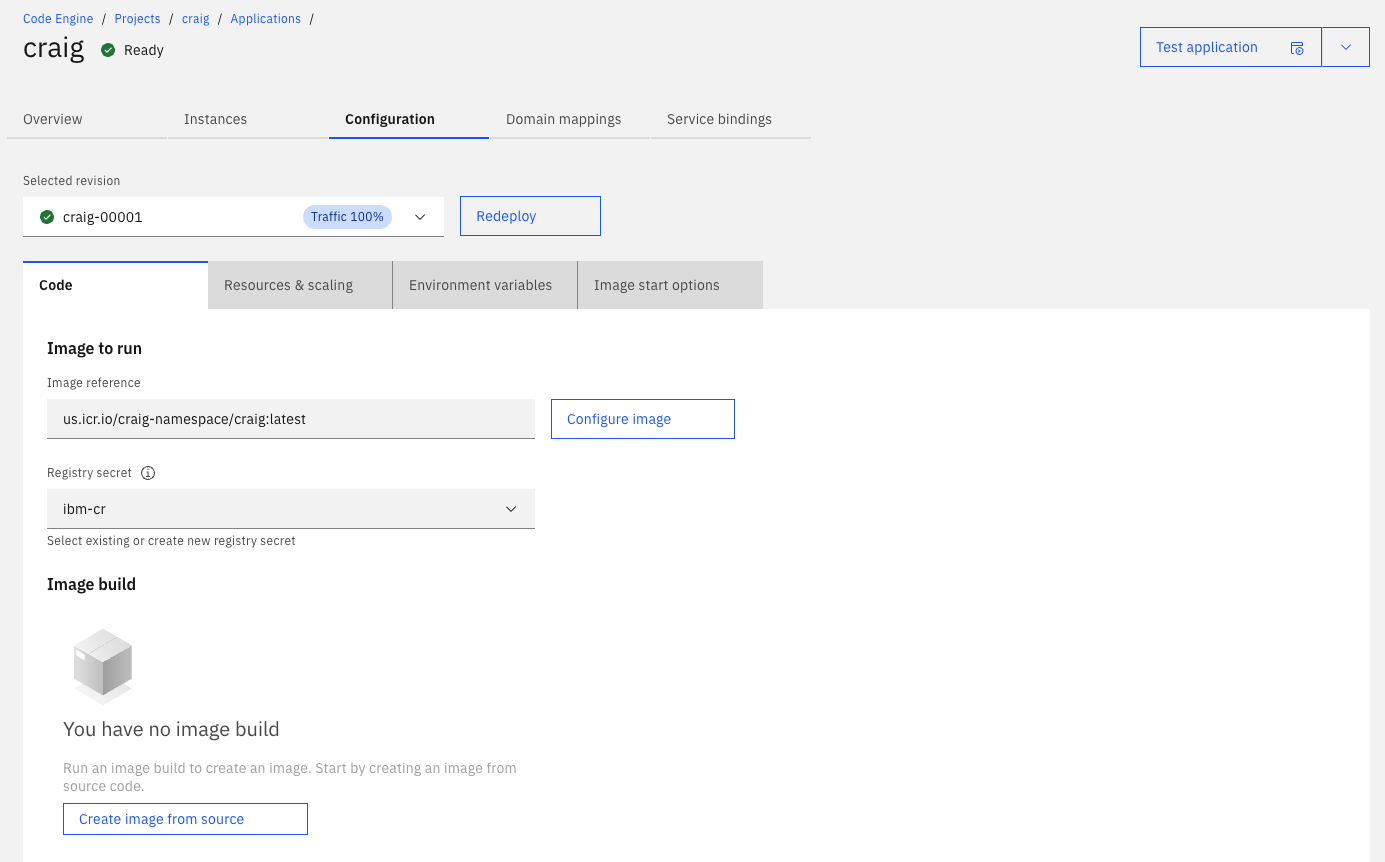 Code Engine / Projects / craig / Applications /
craig Ready
Test application
Overview Instances Configuration Domain mappings Service bindings
Selected revision
craig-00001 Traffic 100% Redeploy
Code Resources & scaling Environment variables Image start options
Image to run
Image reference
us.icr.io/craig-namespace/craig:latest Configure image
Registry secret
ibm-cr
Select existing or create new registry secret
Image build
You have no image build
Run an image build to create an image. Start by creating an image from
source code.
Create image from source